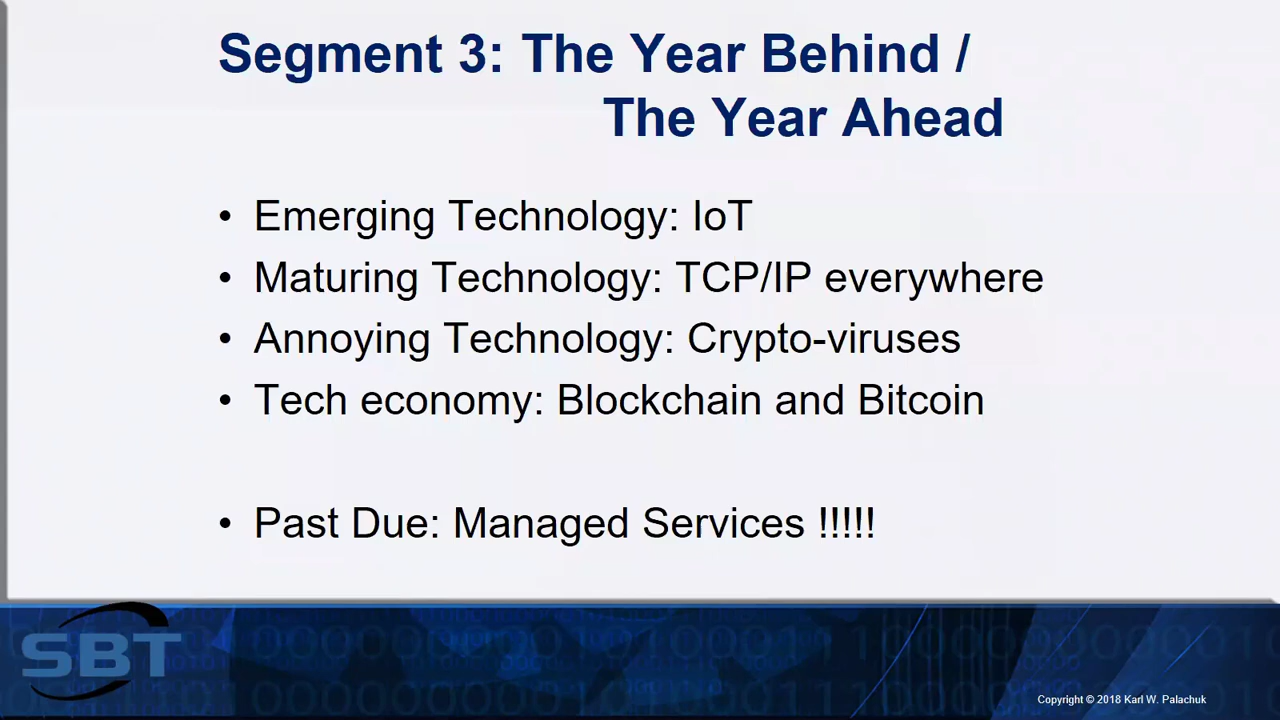 Segment 3: The Year Behind /
The Year Ahead
• Emerging Technology: IoT
• Maturing Technology: TCP/IP everywhere
• Annoying Technology: Crypto-viruses
• Tech economy: Blockchain and Bitcoin
• Past Due: Managed Services !!!!!
SBT
Copyright © 2018 Karl W. Palachuk